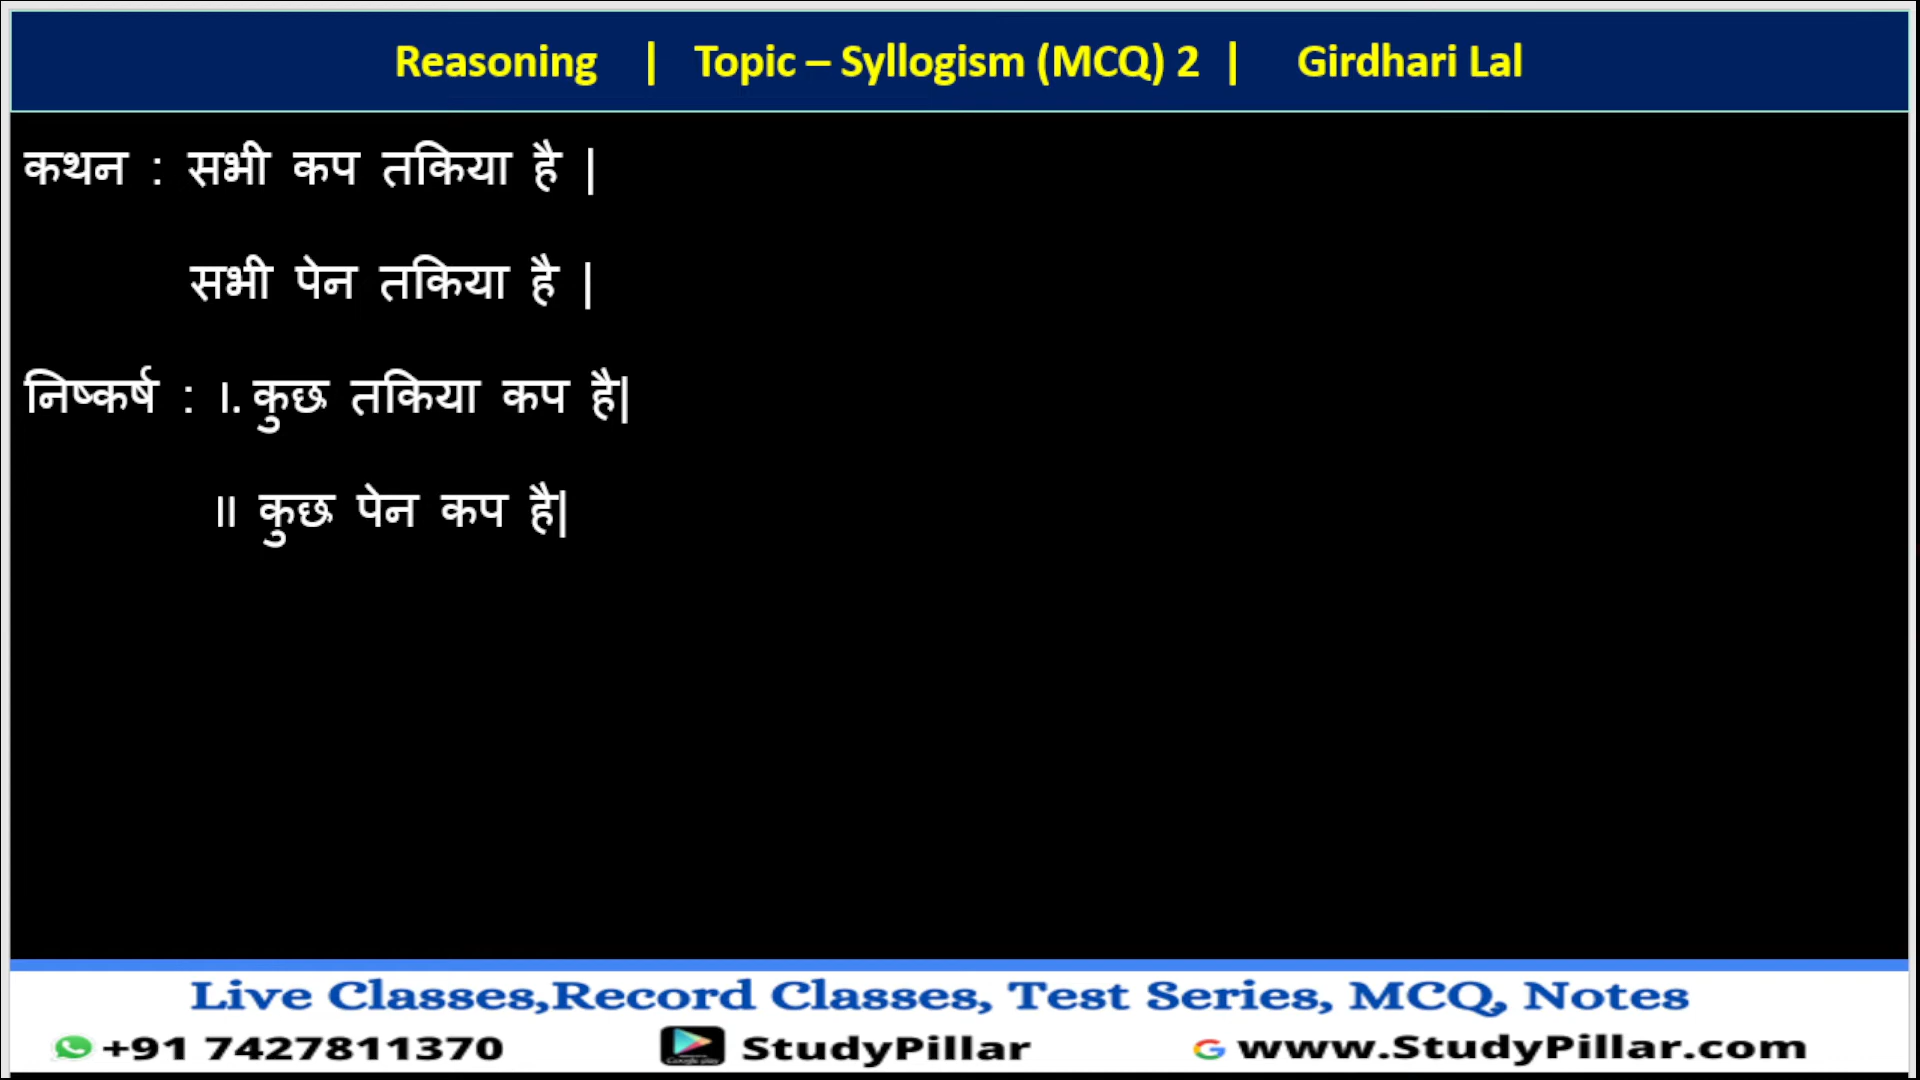 Reasoning | Topic – Syllogism (MCQ) 2 | Girdhari Lal
कथन : सभी कप तकिया है |
सभी पेन तकिया है |
निष्कर्ष : I. कुछ तकिया कप है|
II कुछ पेन कप है|
Live Classes,Record Classes, Test Series, MCQ, Notes
+91 7427811370 StudyPillar www.StudyPillar.com